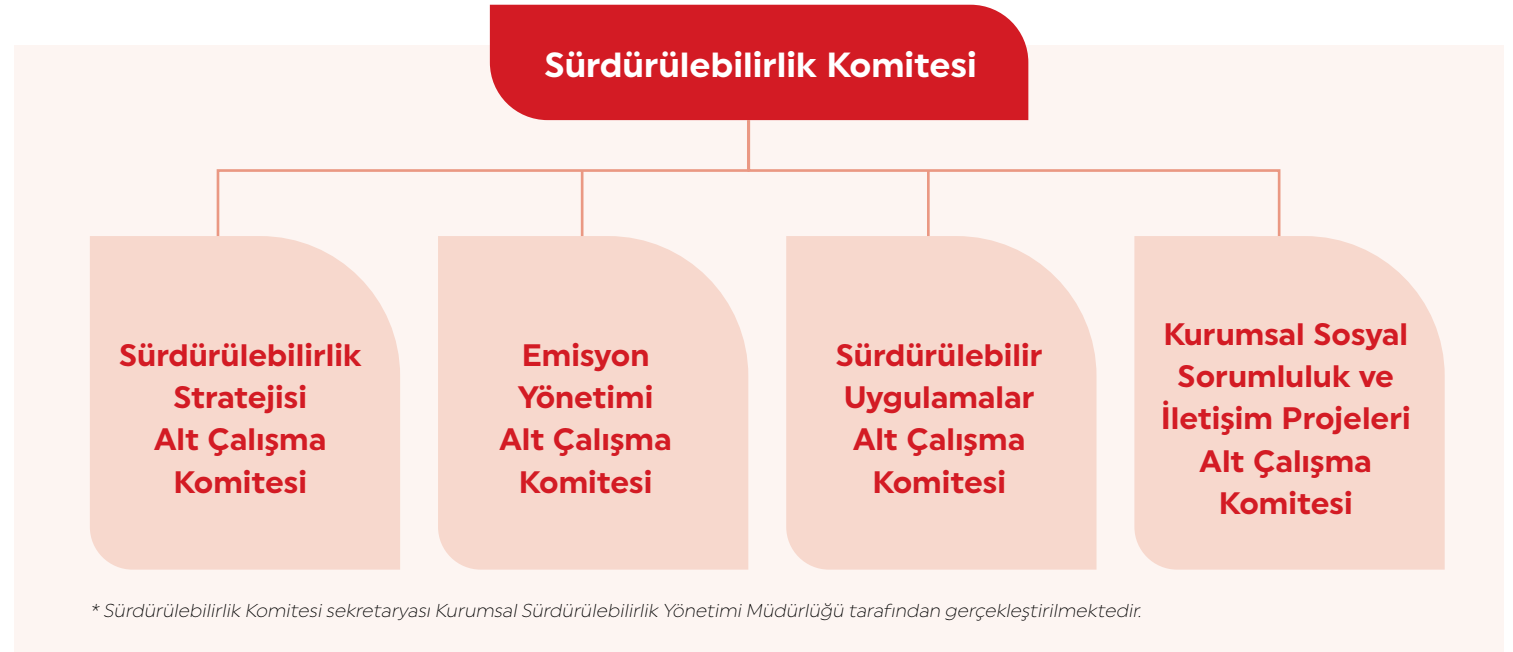 Sürdürülebilirlik Komitesi
Sürdürülebilirlik
Stratejisi
Alt Çalışma
Komitesi
Emisyon
Yönetimi
Alt Çalışma
Komitesi
Sürdürülebilir
Uygulamalar
Alt Çalışma
Komitesi
Kurumsal Sosyal
Sorumluluk ve
İletişim Projeleri
Alt Çalışma
Komitesi
* Sürdürülebilirlik Komitesi sekretaryası Kurumsal Sürdürülebilirlik Yönetimi Müdürlüğü tarafından gerçekleştirilmektedir.